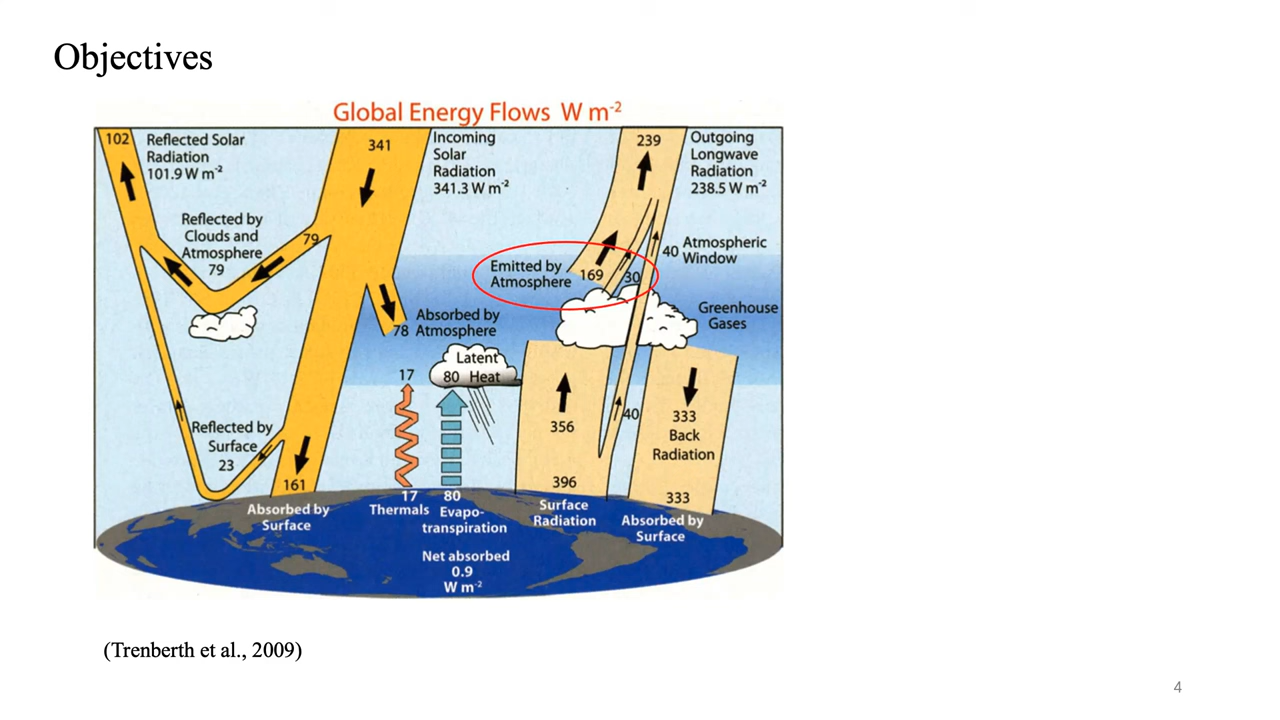 Objectives
Global Energy Flows W m⁻²
102
Reflected Solar
Radiation
101.9 W m⁻²
341
Incoming
Solar
Radiation
341.3 W m⁻²
239
Outgoing
Longwave
Radiation
238.5 W m⁻²
Reflected by
Clouds and
Atmosphere
79
79
Emitted by
Atmosphere
169
30
40
Atmospheric
Window
Greenhouse
Gases
78
Absorbed by
Atmosphere
17
Latent
80 Heat
356
40
333
Back
Radiation
Reflected by
Surface
23
161
Absorbed by
Surface
17
Thermals
80
Evapo-
transpiration
396
Surface
Radiation
333
Absorbed by
Surface
Net absorbed
0.9
W m⁻²
(Trenberth et al., 2009)
4